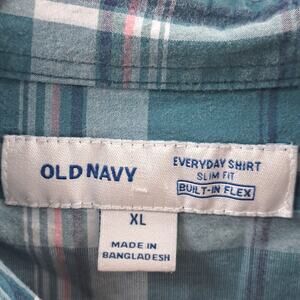 OLD NAVY
EVERYDAY SHIRT
SLIM FIT
BUILT-IN FLEX
XL
MADE IN
BANGLADESH